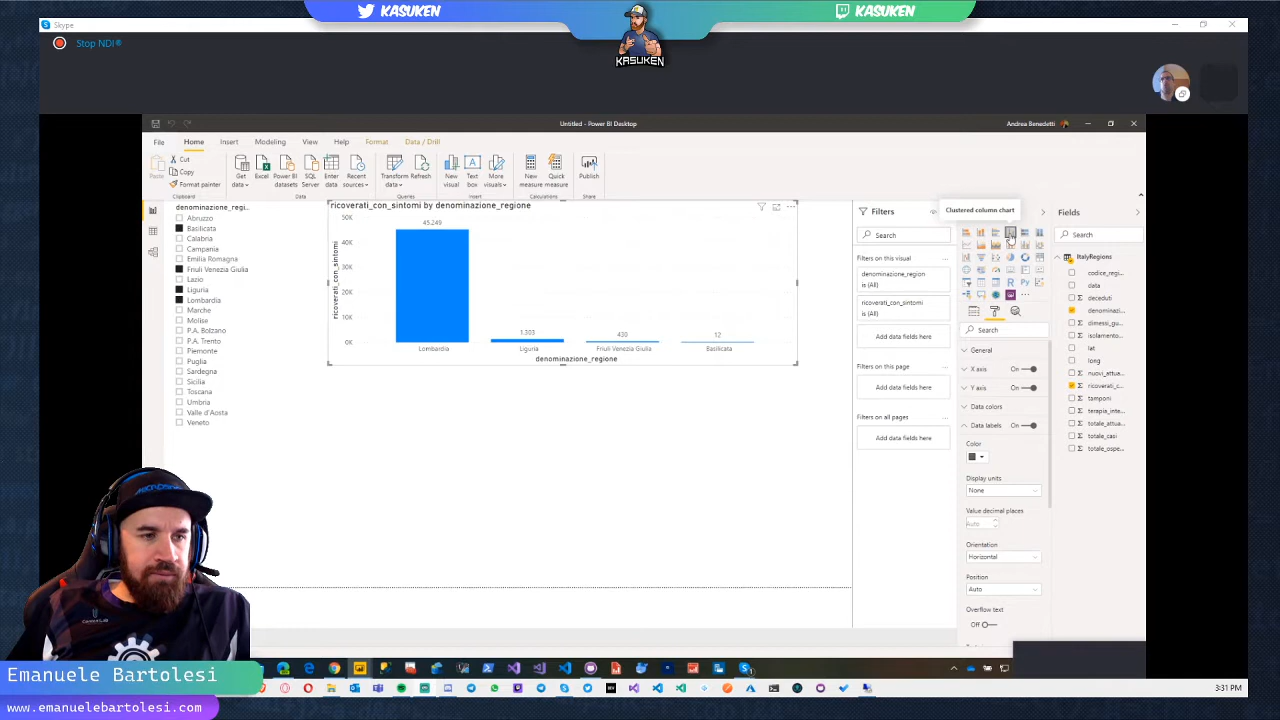 KASUKEN
KASUKEN
KASUKEN
Skype
Stop NDI®
Untitled - Power BI Desktop
Andrea Benedetti
File
Home
Insert
Modeling
View
Help
Format
Data / Drill
Paste
Cut
Copy
Format painter
Get data
Excel
Power BI datasets
SQL Server
Enter data
Recent sources
Transform data
Refresh
New visual
Text box
More visuals
New measure
Quick measure
Publish
Clipboard
Data
Queries
Insert
Calculations
Share
denominazione_regi...
Abruzzo
Basilicata
Calabria
Campania
Emilia Romagna
Friuli Venezia Giulia
Lazio
Liguria
Lombardia
Marche
Molise
P.A. Bolzano
P.A. Trento
Piemonte
Puglia
Sardegna
Sicilia
Toscana
Umbria
Valle d'Aosta
Veneto
ricoverati_con_sintomi by denominazione_regione
50K
40K
30K
20K
10K
0K
ricoverati_con_sintomi
45.249
1.303
430
12
Lombardia
Liguria
Friuli Venezia Giulia
Basilicata
denominazione_regione
Filters
Search
Filters on this visual
denominazione_region
is (All)
ricoverati_con_sintomi
is (All)
Add data fields here
Filters on this page
Add data fields here
Filters on all pages
Add data fields here
Clustered column chart
Search
General
X axis On
Y axis On
Data colors
Data labels On
Color
Display units
None
Value decimal places
Auto
Orientation
Horizontal
Position
Auto
Overflow text
Off
Fields
Search
ItalyRegions
codice_regi...
data
deceduti
denominazi...
dimessi_gu...
isolamento...
lat
long
nuovi_attua...
ricoverati_c...
tamponi
terapia_inte...
totale_attua...
totale_casi
totale_ospe...
3:31 PM
Emanuele Bartolesi
www.emanuelebartolesi.com